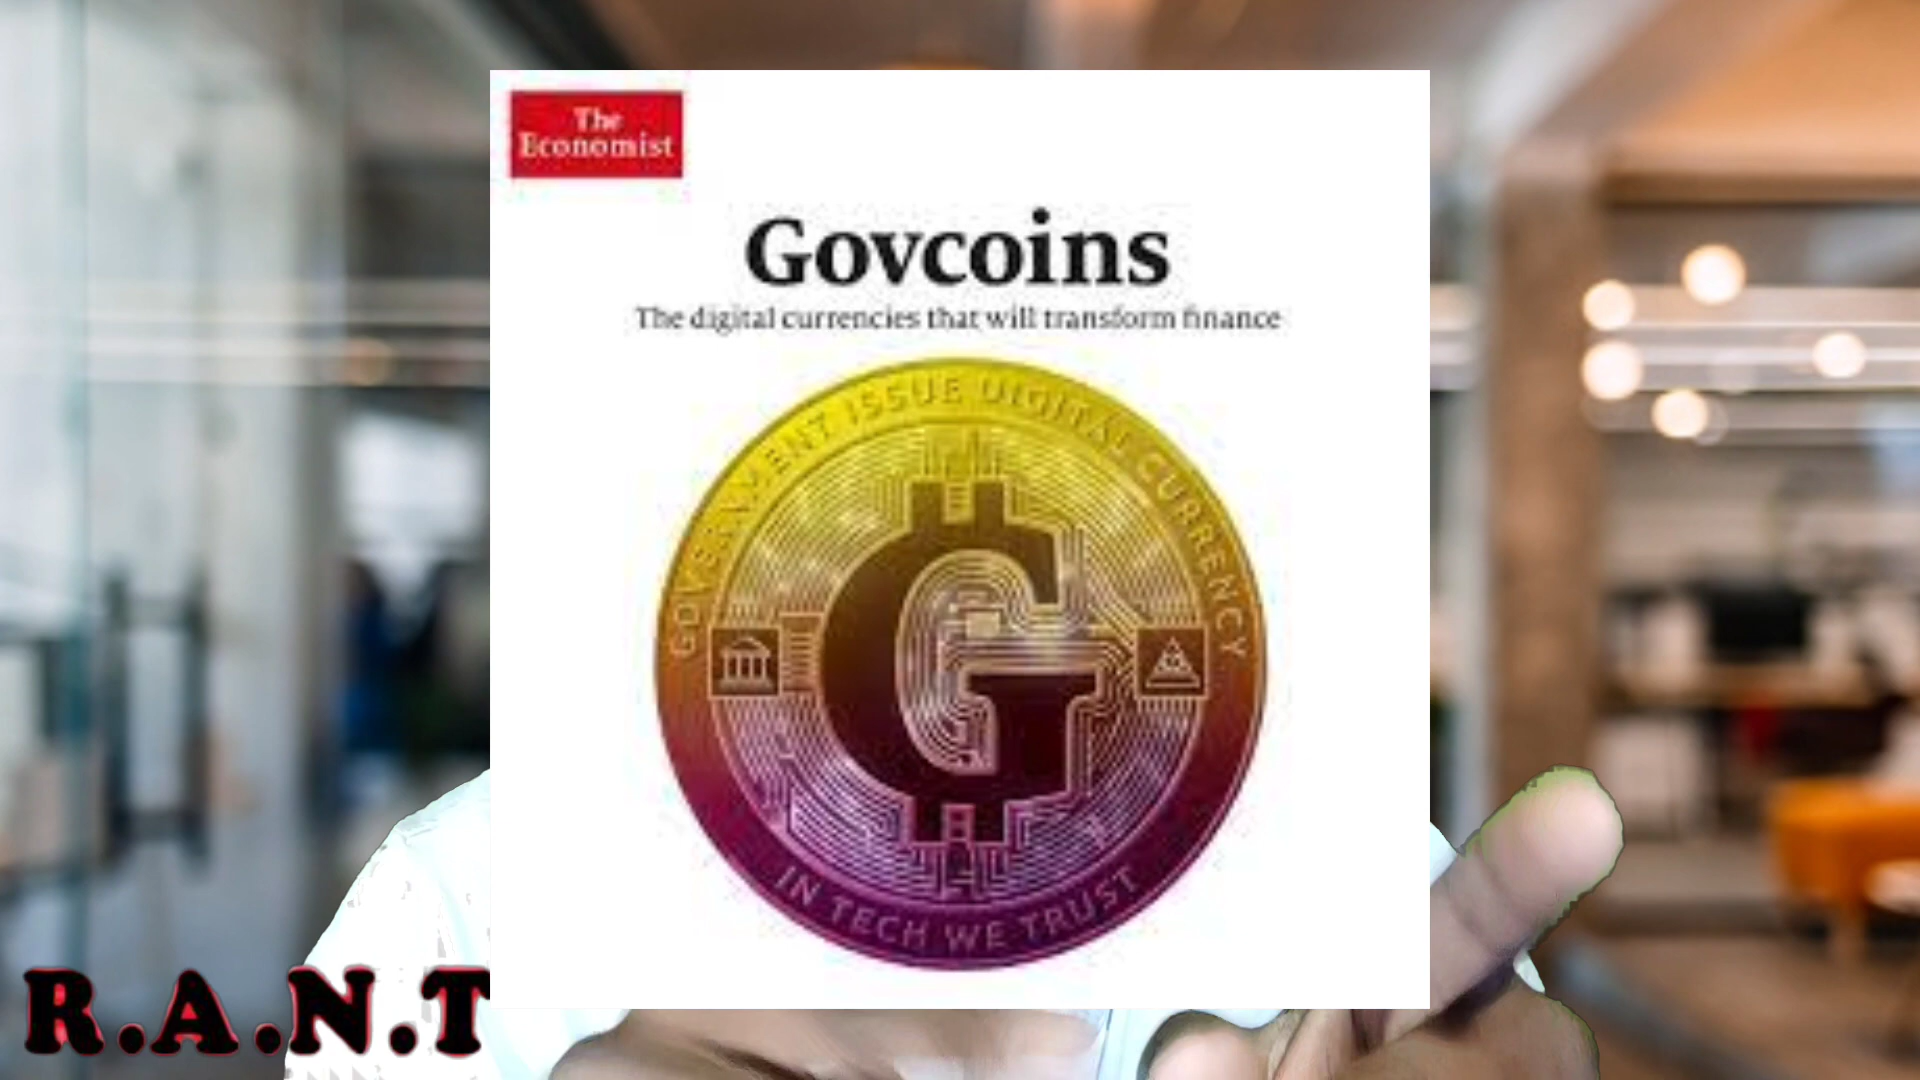 The
Economist
Govcoins
The digital currencies that will transform finance
GOVERNMENT ISSUE DIGITAL CURRENCY
G
IN TECH WE TRUST
R.A.N.T